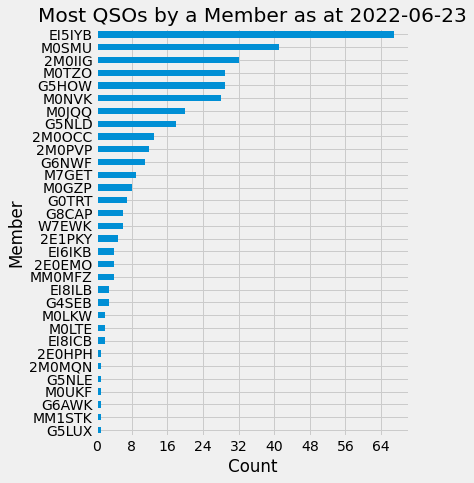 Most QSOs by a Member as at 2022-06-23
EI5IYB
M0SMU
2M0IIG
M0TZO
G5HOW
M0NVK
M0JQQ
G5NLD
2M0OCC
2M0PVP
G6NWF
M7GET
M0GZP
G0TRT
G8CAP
W7EWK
2E1PKY
EI6IKB
2E0EMO
MM0MFZ
EI8ILB
G4SEB
M0LKW
M0LTE
EI8ICB
2E0HPH
2M0MQN
G5NLE
M0UKF
G6AWK
MM1STK
G5LUX
Member
0 8 16 24 32 40 48 56 64
Count